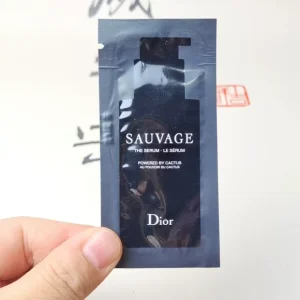 SAUVAGE
THE SERUM · LE SÉRUM
POWERED BY CACTUS
AU POUVOIR DU CACTUS
Dior